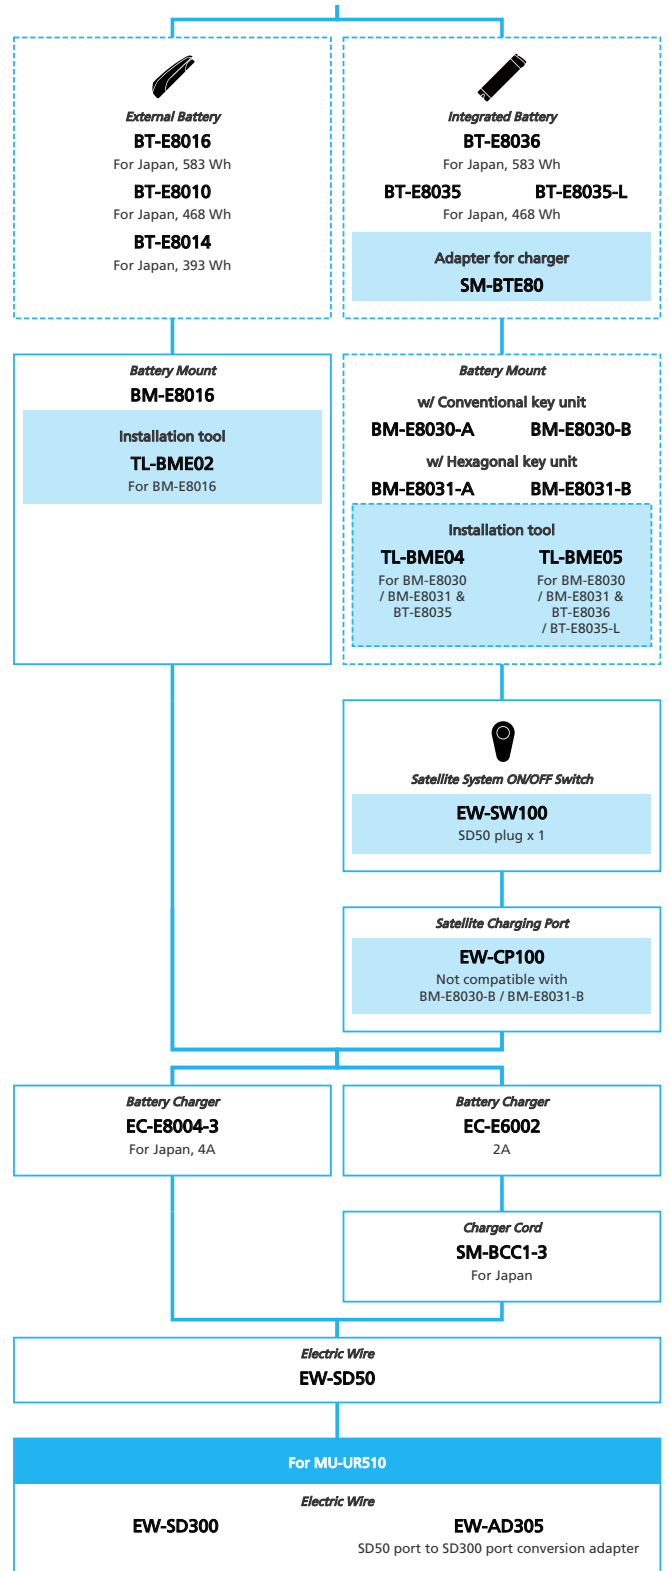 External Battery
BT-E8016
For Japan, 583 Wh
BT-E8010
For Japan, 468 Wh
BT-E8014
For Japan, 393 Wh
Integrated Battery
BT-E8036
For Japan, 583 Wh
BT-E8035 BT-E8035-L
For Japan, 468 Wh
Adapter for charger
SM-BTE80
Battery Mount
BM-E8016
Installation tool
TL-BME02
For BM-E8016
Battery Mount
w/ Conventional key unit
BM-E8030-A BM-E8030-B
w/ Hexagonal key unit
BM-E8031-A BM-E8031-B
Installation tool
TL-BME04
For BM-E8030
/ BM-E8031 &
BT-E8035
TL-BME05
For BM-E8030
/ BM-E8031 &
BT-E8036
/ BT-E8035-L
Satellite System ON/OFF Switch
EW-SW100
SD50 plug x 1
Satellite Charging Port
EW-CP100
Not compatible with
BM-E8030-B / BM-E8031-B
Battery Charger
EC-E8004-3
For Japan, 4A
Battery Charger
EC-E6002
2A
Charger Cord
SM-BCC1-3
For Japan
Electric Wire
EW-SD50
For MU-UR510
Electric Wire
EW-SD300
EW-AD305
SD50 port to SD300 port conversion adapter